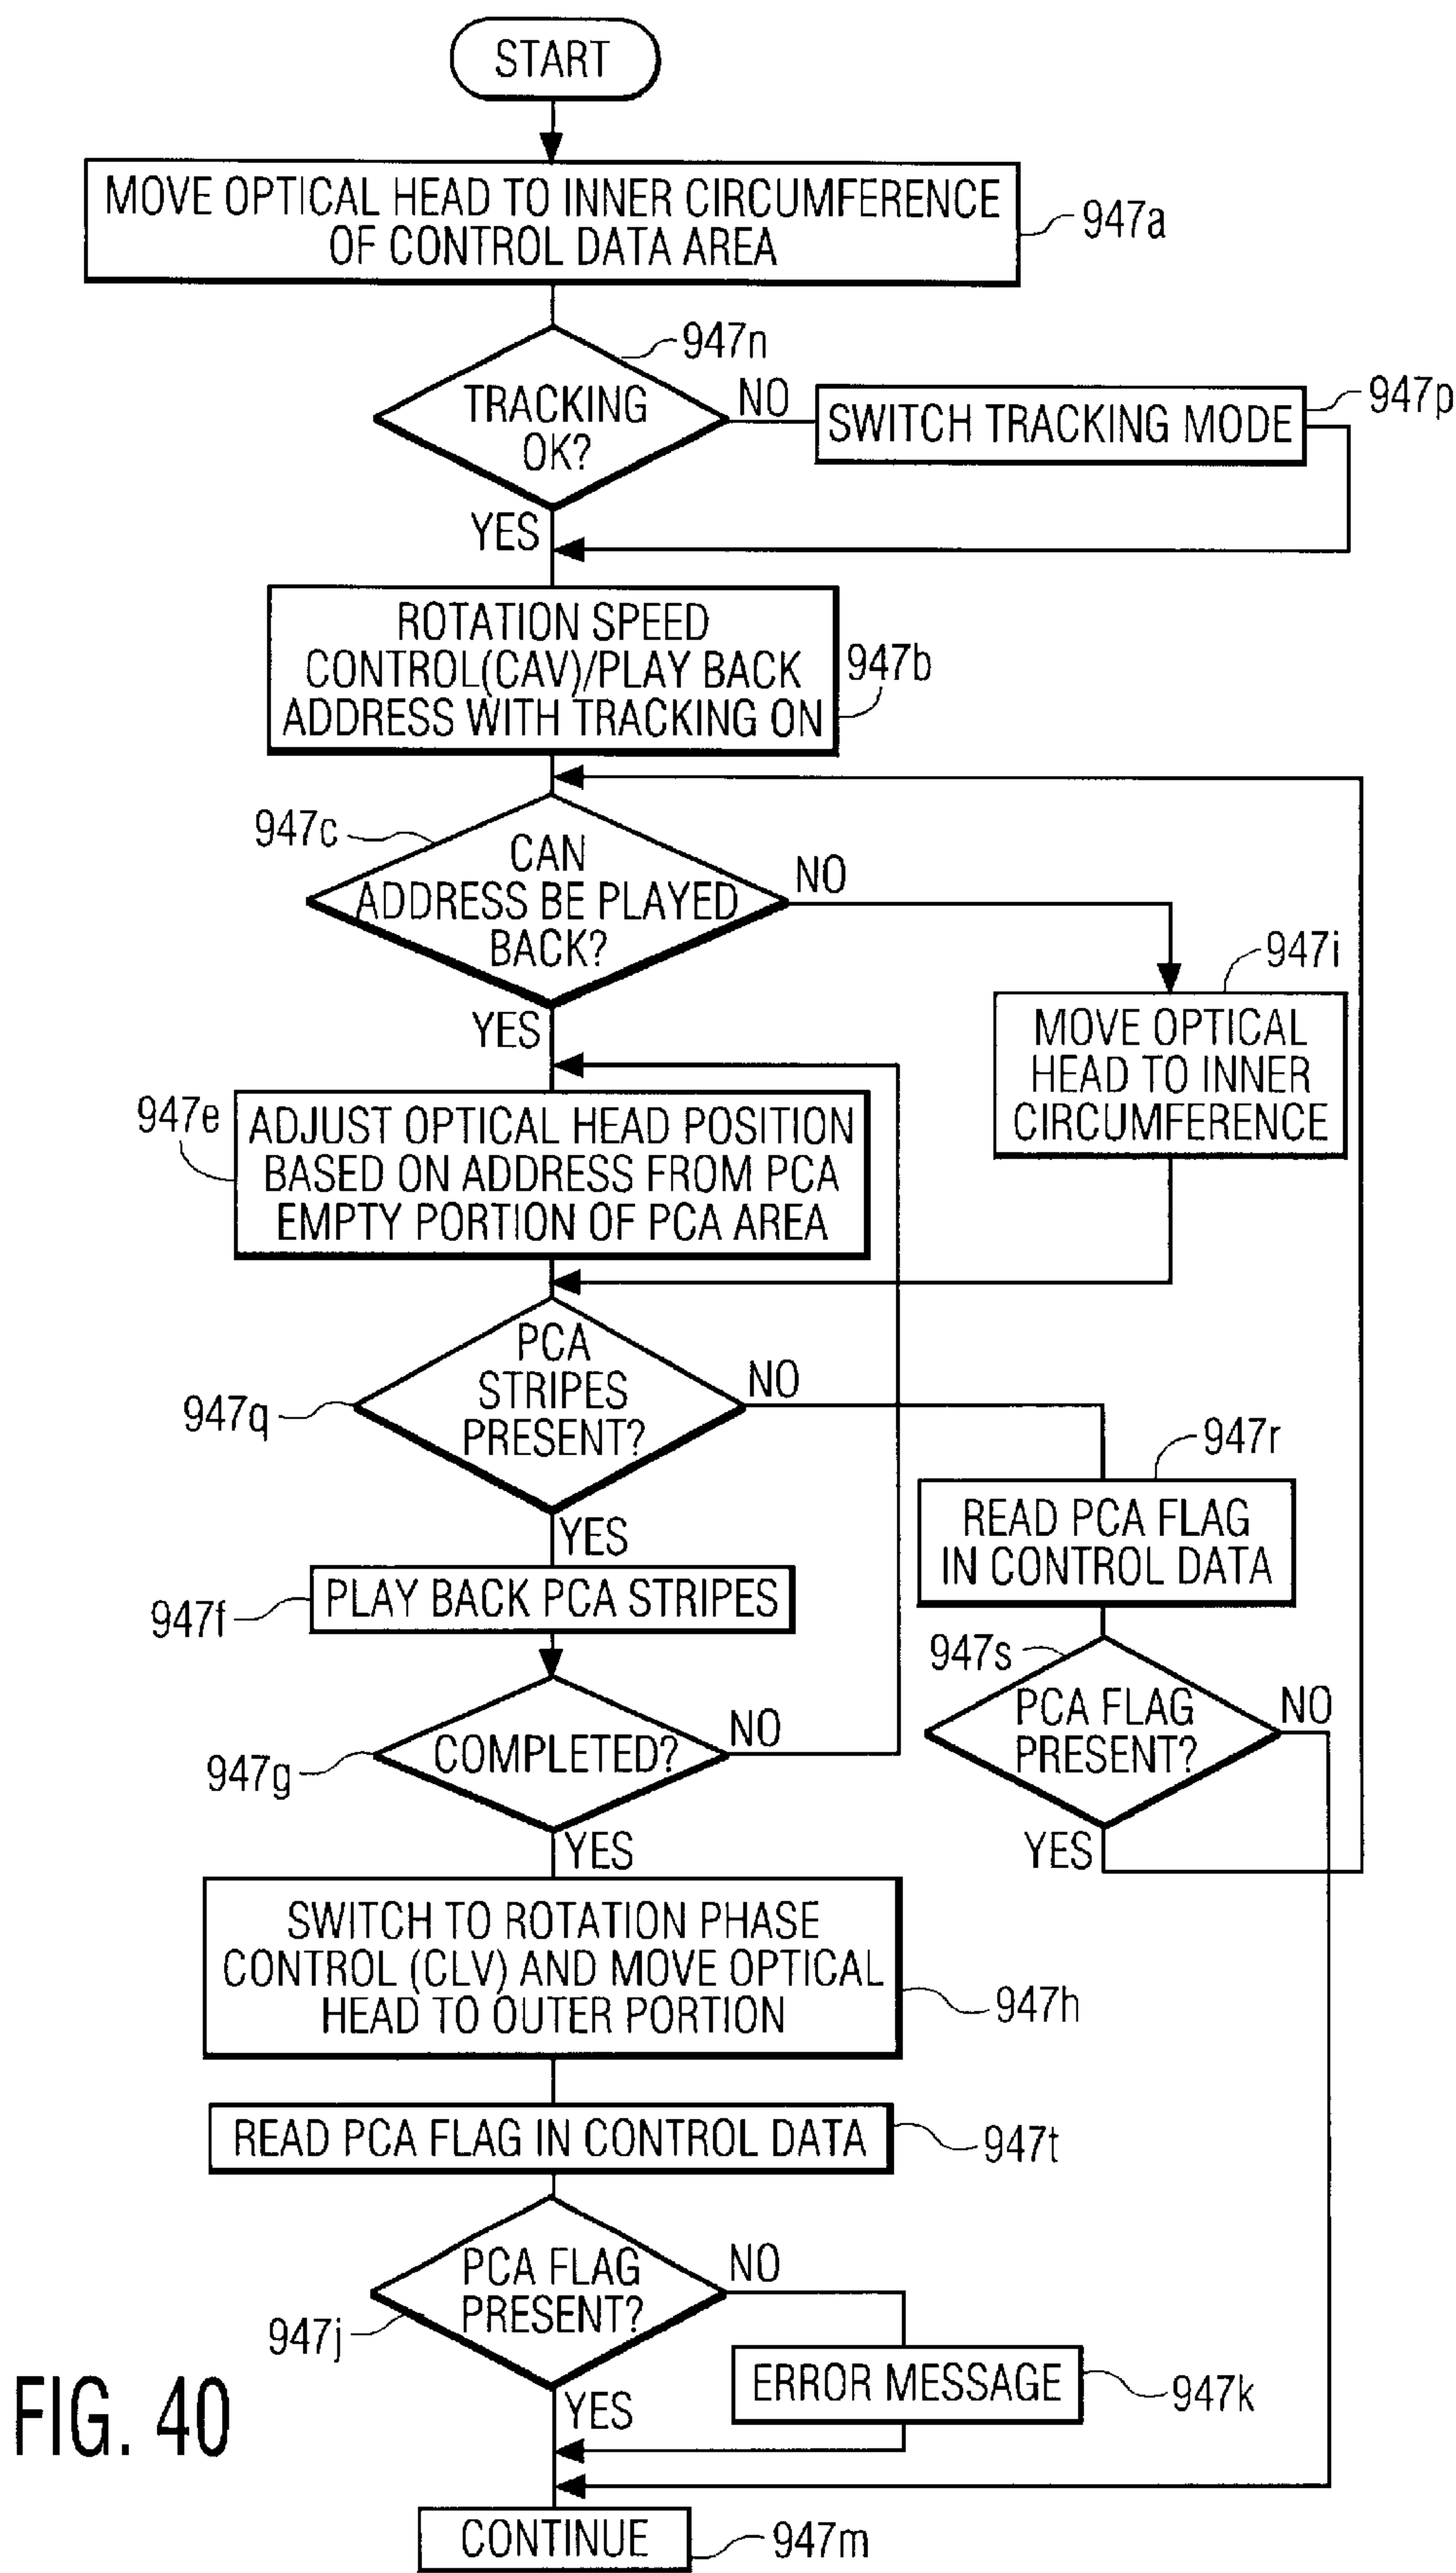 START
MOVE OPTICAL HEAD TO INNER CIRCUMFERENCE
OF CONTROL DATA AREA
947a
947n
TRACKING
OK?
NO
SWITCH TRACKING MODE
947p
YES
ROTATION SPEED
CONTROL(CAV)/PLAY BACK
ADDRESS WITH TRACKING ON
947b
947c
CAN
ADDRESS BE PLAYED
BACK?
NO
YES
947i
MOVE OPTICAL
HEAD TO INNER
CIRCUMFERENCE
947e
ADJUST OPTICAL HEAD POSITION
BASED ON ADDRESS FROM PCA
EMPTY PORTION OF PCA AREA
PCA
STRIPES
PRESENT?
NO
947q
YES
947r
READ PCA FLAG
IN CONTROL DATA
PLAY BACK PCA STRIPES
947f
947s
PCA FLAG
PRESENT?
NO
YES
COMPLETED?
NO
947g
YES
SWITCH TO ROTATION PHASE
CONTROL (CLV) AND MOVE OPTICAL
HEAD TO OUTER PORTION
947h
READ PCA FLAG IN CONTROL DATA
947t
PCA FLAG
PRESENT?
NO
947j
YES
ERROR MESSAGE
947k
FIG. 40
CONTINUE
947m